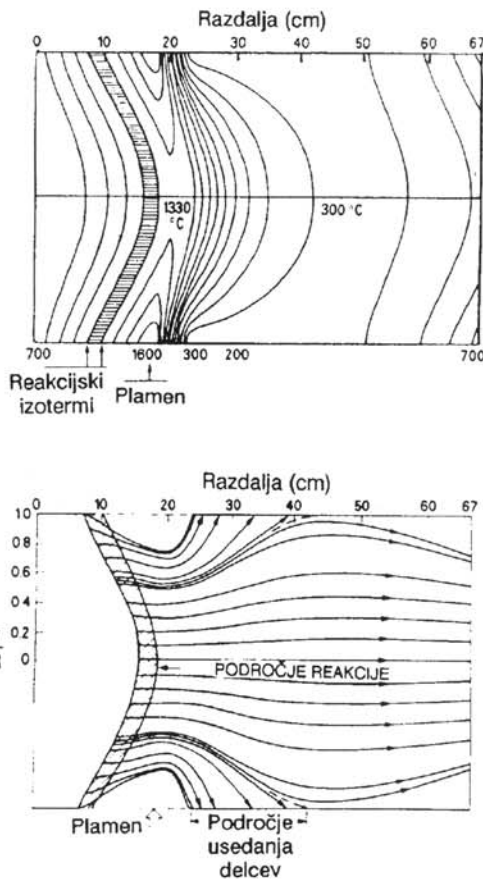 Razdalja (cm)
0 10 20 30 40 50 60 67
1330
°C
300 °C
700 1600 300 200 700
Reakcijski
izotermi
Plamen
Razdalja (cm)
0 10 20 30 40 50 60 67
1.0
0.8
0.6
0.4
0.2
0
PODROČJE REAKCIJE
Plamen
Področje
usedanja
delcev